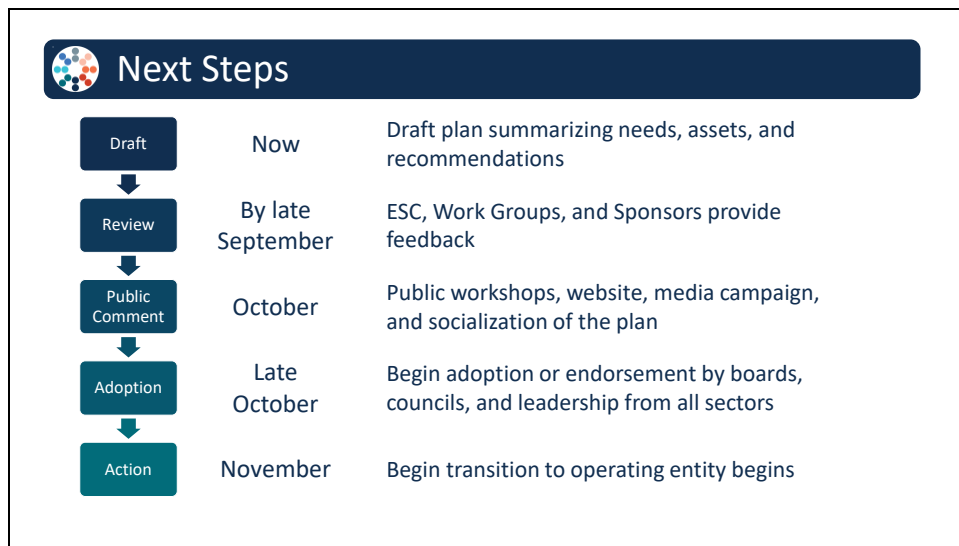 Next Steps
Draft
Now
Draft plan summarizing needs, assets, and
recommendations
Review
By late
September
ESC, Work Groups, and Sponsors provide
feedback
Public
Comment
October
Public workshops, website, media campaign,
and socialization of the plan
Adoption
Late
October
Begin adoption or endorsement by boards,
councils, and leadership from all sectors
Action
November
Begin transition to operating entity begins